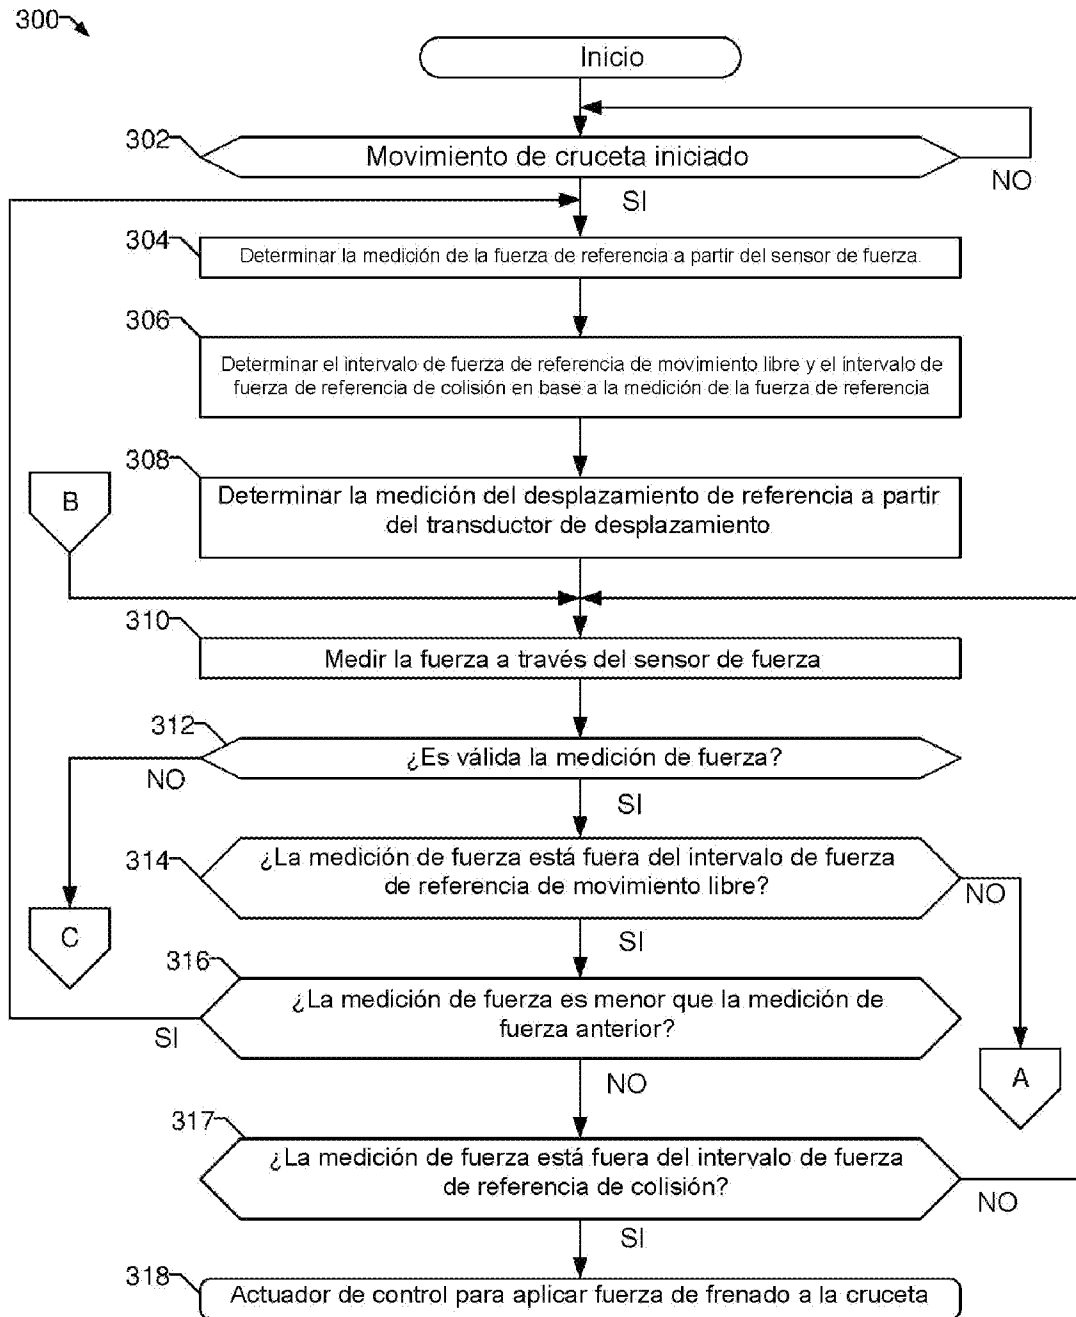 300
Inicio
302
Movimiento de cruceta iniciado
NO
SI
304
Determinar la medición de la fuerza de referencia a partir del sensor de fuerza.
306
Determinar el intervalo de fuerza de referencia de movimiento libre y el intervalo de
fuerza de referencia de colisión en base a la medición de la fuerza de referencia
308
Determinar la medición del desplazamiento de referencia a partir
del transductor de desplazamiento
B
310
Medir la fuerza a través del sensor de fuerza
312
¿Es válida la medición de fuerza?
NO
SI
314
¿La medición de fuerza está fuera del intervalo de fuerza
de referencia de movimiento libre?
NO
C
SI
316
¿La medición de fuerza es menor que la medición de
fuerza anterior?
SI
A
NO
317
¿La medición de fuerza está fuera del intervalo de fuerza
de referencia de colisión?
NO
SI
318
Actuador de control para aplicar fuerza de frenado a la cruceta